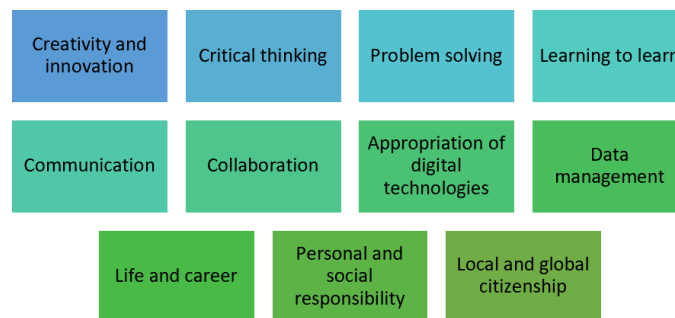 Creativity and
innovation
Critical thinking
Problem solving
Learning to learn
Communication
Collaboration
Appropriation of
digital
technologies
Data
management
Life and career
Personal and
social
responsibility
Local and global
citizenship